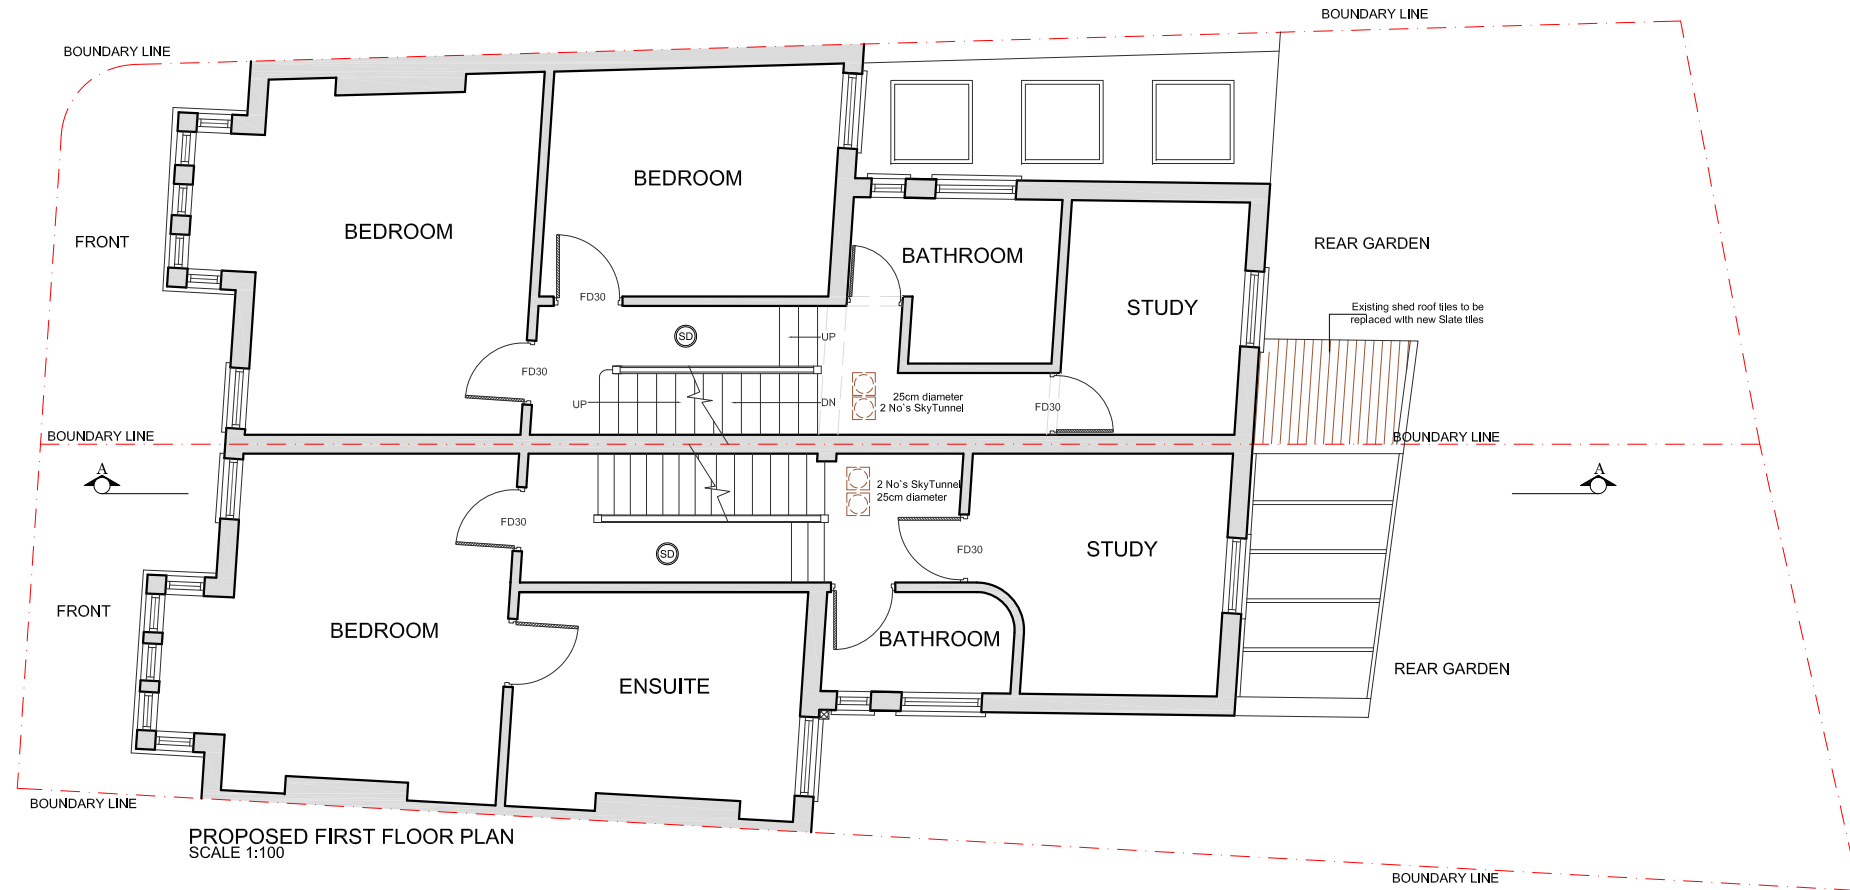 BOUNDARY LINE
BOUNDARY LINE
BEDROOM
BEDROOM
FRONT
BATHROOM
REAR GARDEN
FD30
STUDY
Existing shed roof tiles to be
replaced with new Slate tiles
SD
UP
FD30
UP
DN
25cm diameter
2 No`s SkyTunnel
FD30
BOUNDARY LINE
BOUNDARY LINE
A
A
2 No`s SkyTunnel
25cm diameter
FD30
SD
FD30
STUDY
FRONT
BEDROOM
BATHROOM
ENSUITE
REAR GARDEN
BOUNDARY LINE
PROPOSED FIRST FLOOR PLAN
SCALE 1:100
BOUNDARY LINE